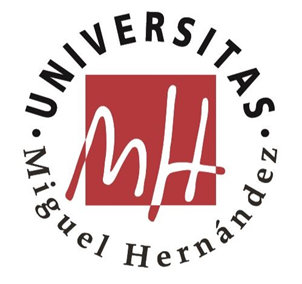 · UNIVERSITAS ·
MH
Miguel Hernández